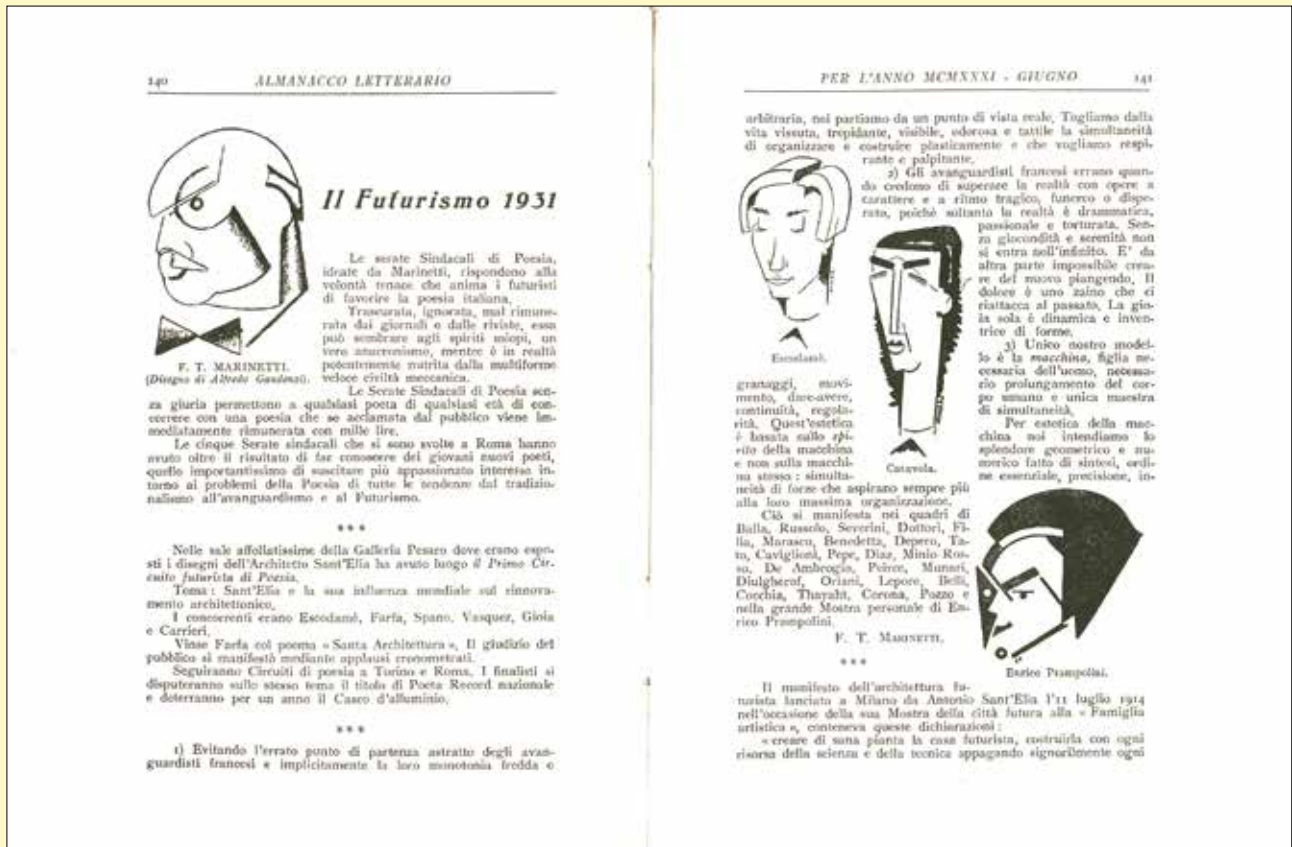 140 ALMANACCO LETTERARIO
Il Futurismo 1931
Le serate Sindacali di Poesia,
ideate da Marinetti, rispondono alla
volontà tenace che anima i futuristi
di favorire la poesia italiana.
Trascurata, ignorata, mal rimune-
rata dai giornali e dalle riviste, essa
può sembrare agli spiriti miopi, un
vero anacronismo, mentre è in realtà
potentemente nutrita dalla multiforme
veloce civiltà meccanica.
F. T. MARINETTI.
(Disegno di Alfredo Gaudenzi).
Le Serate Sindacali di Poesia sen-
za giuria permettono a qualsiasi poeta di qualsiasi età di con-
correre con una poesia che se acclamata dal pubblico viene im-
mediatamente rimunerata con mille lire.
Le cinque Serate sindacali che si sono svolte a Roma hanno
avuto oltre il risultato di far conoscere dei giovani nuovi poeti,
quello importantissimo di suscitare più appassionato interesse in-
torno ai problemi della Poesia di tutte le tendenze dal tradizio-
nalismo all'avanguardismo e al Futurismo.
***
Nelle sale affollatissime della Galleria Pesaro dove erano espo-
sti i disegni dell'Architetto Sant'Elia ha avuto luogo il Primo Cir-
cuito futurista di Poesia.
Tema : Sant'Elia e la sua influenza mondiale sul rinnova-
mento architettonico.
I concorrenti erano Escodamè, Farfa, Spano, Vasquez, Gioia
e Carrieri.
Vinse Farfa col poema « Santa Architettura ». Il giudizio del
pubblico si manifestò mediante applausi cronometrati.
Seguiranno Circuiti di poesia a Torino e Roma. I finalisti si
disputeranno sullo stesso tema il titolo di Poeta Record nazionale
e deterranno per un anno il Casco d'alluminio.
***
1) Evitando l'errato punto di partenza astratto degli avan-
guardisti francesi e implicitamente la loro monotonia fredda e
PER L'ANNO MCMXXXI - GIUGNO 141
arbitraria, noi partiamo da un punto di vista reale. Togliamo dalla
vita vissuta, trepidante, visibile, odorosa e tattile la simultaneità
di organizzare e costruire plasticamente e che vogliamo respi-
rante e palpitante.
2) Gli avanguardisti francesi errano quan-
do credono di superare la realtà con opere a
carattere e a ritmo tragico, funereo o dispe-
rato, poichè soltanto la realtà è drammatica,
passionale e torturata. Sen-
za giocondità e serenità non
si entra nell'infinito. E' da
altra parte impossibile crea-
re del nuovo piangendo. Il
dolore è uno zaino che ci
riattacca al passato. La gio-
ia sola è dinamica e inven-
trice di forme.
3) Unico nostro model-
lo è la macchina, figlia ne-
cessaria dell'uomo, necessa-
rio prolungamento del cor-
po umano e unica maestra
di simultaneità.
Per estetica della mac-
china noi intendiamo lo
splendore geometrico e nu-
merico fatto di sintesi, ordi-
ne essenziale, precisione, in-
Escodamè.
Catavola.
granaggi, movi-
mento, dare-avere,
continuità, regola-
rità. Quest'estetica
è basata sullo spi-
rito della macchina
e non sulla macchi-
na stessa : simulta-
neità di forze che aspirano sempre più
alla loro massima organizzazione.
Ciò si manifesta nei quadri di
Balla, Russolo, Severini, Dottori, Fi-
lia, Marasco, Benedetta, Depero, Ta-
to, Caviglioni, Pepe, Diaz, Minio Ros-
so, De Ambrogio, Peirce, Munari,
Diulgherof, Oriani, Lepore, Belli,
Cocchia, Thayaht, Corona, Pozzo e
nella grande Mostra personale di En-
rico Prampolini.
F. T. MARINETTI.
Enrico Prampolini.
***
Il manifesto dell'architettura fu-
turista lanciata a Milano da Antonio Sant'Elia l'11 luglio 1914
nell'occasione della sua Mostra della città futura alla « Famiglia
artistica », conteneva queste dichiarazioni :
« creare di sana pianta la casa futurista, costruirla con ogni
risorsa della scienza e della tecnica appagando signorilmente ogni